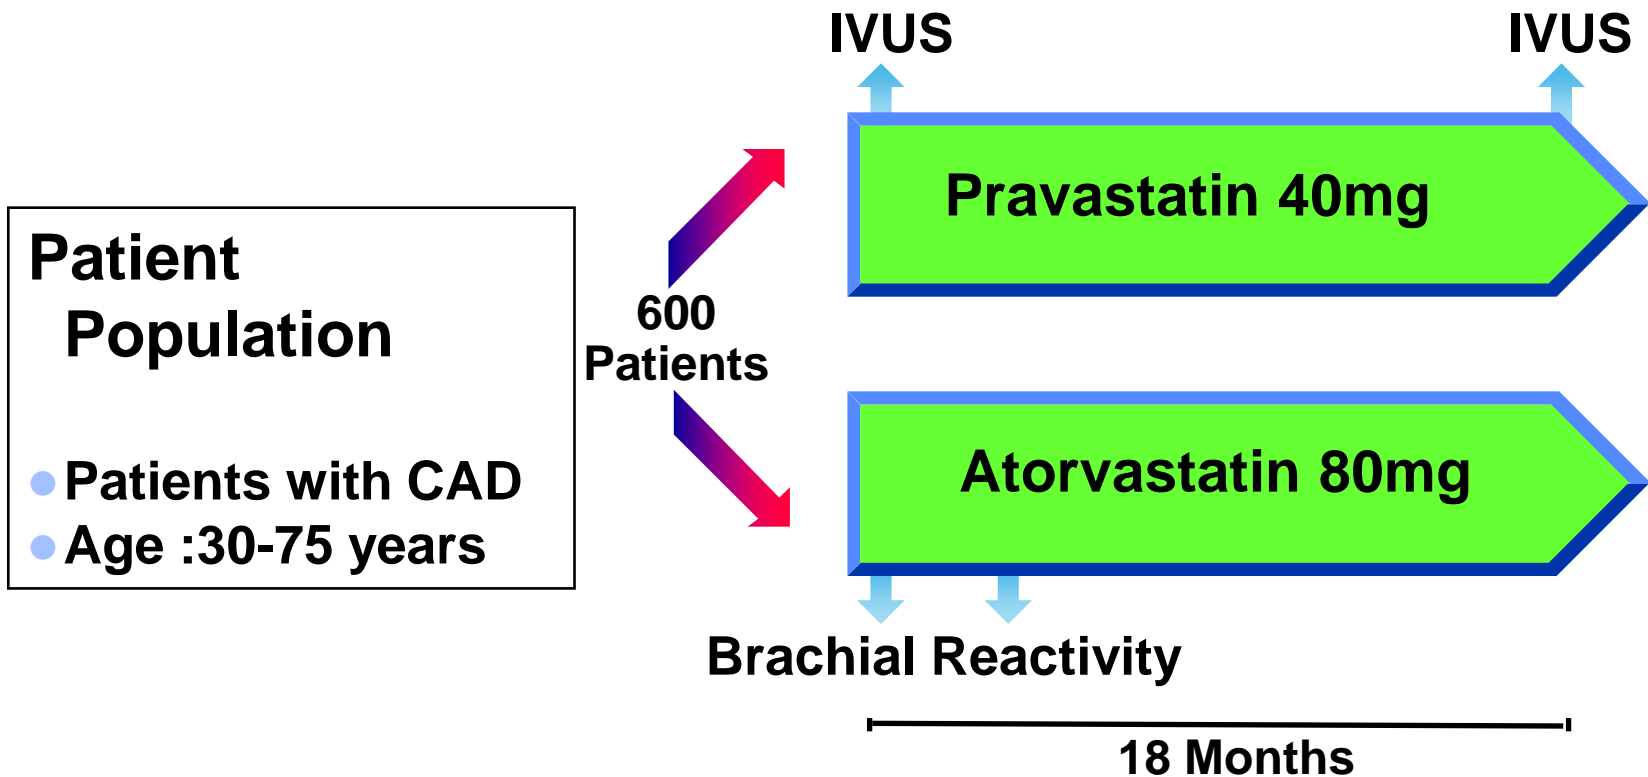 IVUS
IVUS
Pravastatin 40mg
Patient
Population
600
Patients
Patients with CAD
Age :30-75 years
Atorvastatin 80mg
Brachial Reactivity
18 Months